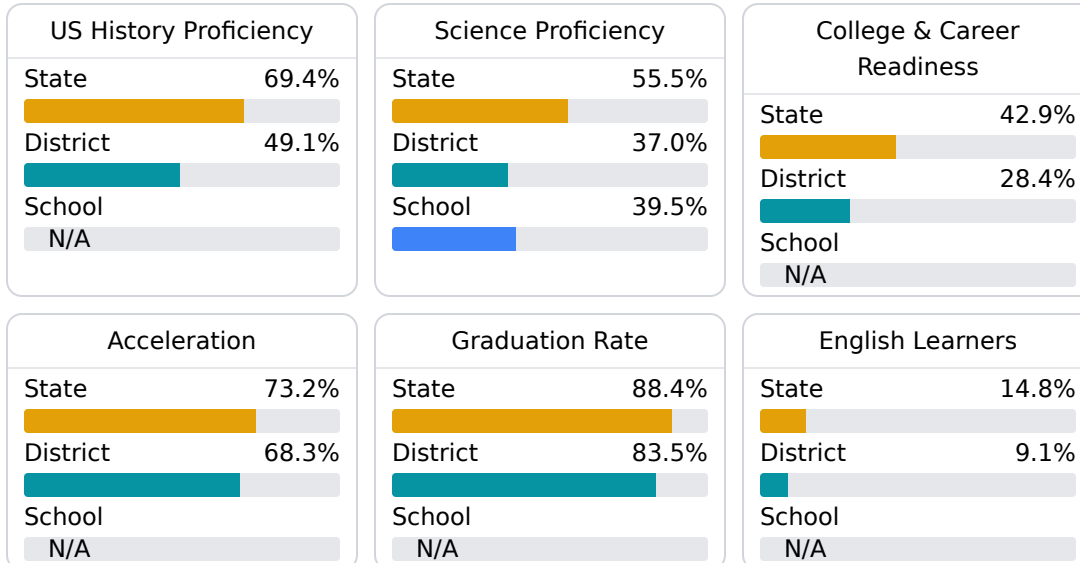 US History Proficiency
State 69.4%
District 49.1%
School
N/A
Science Proficiency
State 55.5%
District 37.0%
School 39.5%
College & Career
Readiness
State 42.9%
District 28.4%
School
N/A
Acceleration
State 73.2%
District 68.3%
School
N/A
Graduation Rate
State 88.4%
District 83.5%
School
N/A
English Learners
State 14.8%
District 9.1%
School
N/A